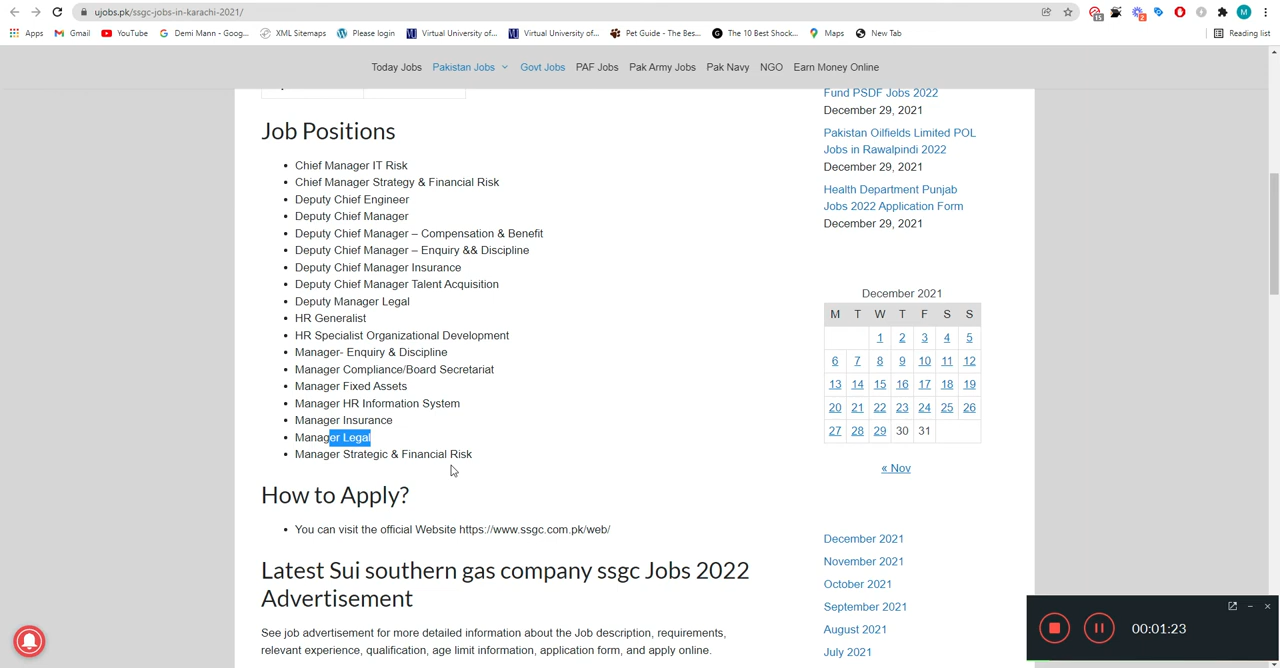 ujobs.pk/ssgc-jobs-in-karachi-2021/
15
2
M
Apps
Gmail
YouTube
Demi Mann - Goog...
XML Sitemaps
Please login
Virtual University of...
Virtual University of...
Pet Guide - The Bes...
The 10 Best Shock...
Maps
New Tab
Reading list
Today Jobs
Pakistan Jobs
Govt Jobs
PAF Jobs
Pak Army Jobs
Pak Navy
NGO
Earn Money Online
Job Positions
Chief Manager IT Risk
Chief Manager Strategy & Financial Risk
Deputy Chief Engineer
Deputy Chief Manager
Deputy Chief Manager – Compensation & Benefit
Deputy Chief Manager – Enquiry && Discipline
Deputy Chief Manager Insurance
Deputy Chief Manager Talent Acquisition
Deputy Manager Legal
HR Generalist
HR Specialist Organizational Development
Manager- Enquiry & Discipline
Manager Compliance/Board Secretariat
Manager Fixed Assets
Manager HR Information System
Manager Insurance
Manager Legal
Manager Strategic & Financial Risk
How to Apply?
You can visit the official Website https://www.ssgc.com.pk/web/
Latest Sui southern gas company ssgc Jobs 2022
Advertisement
See job advertisement for more detailed information about the Job description, requirements,
relevant experience, qualification, age limit information, application form, and apply online.
Fund PSDF Jobs 2022
December 29, 2021
Pakistan Oilfields Limited POL
Jobs in Rawalpindi 2022
December 29, 2021
Health Department Punjab
Jobs 2022 Application Form
December 29, 2021
December 2021
M T W T F S S
1 2 3 4 5
6 7 8 9 10 11 12
13 14 15 16 17 18 19
20 21 22 23 24 25 26
27 28 29 30 31
« Nov
December 2021
November 2021
October 2021
September 2021
August 2021
July 2021
00:01:23